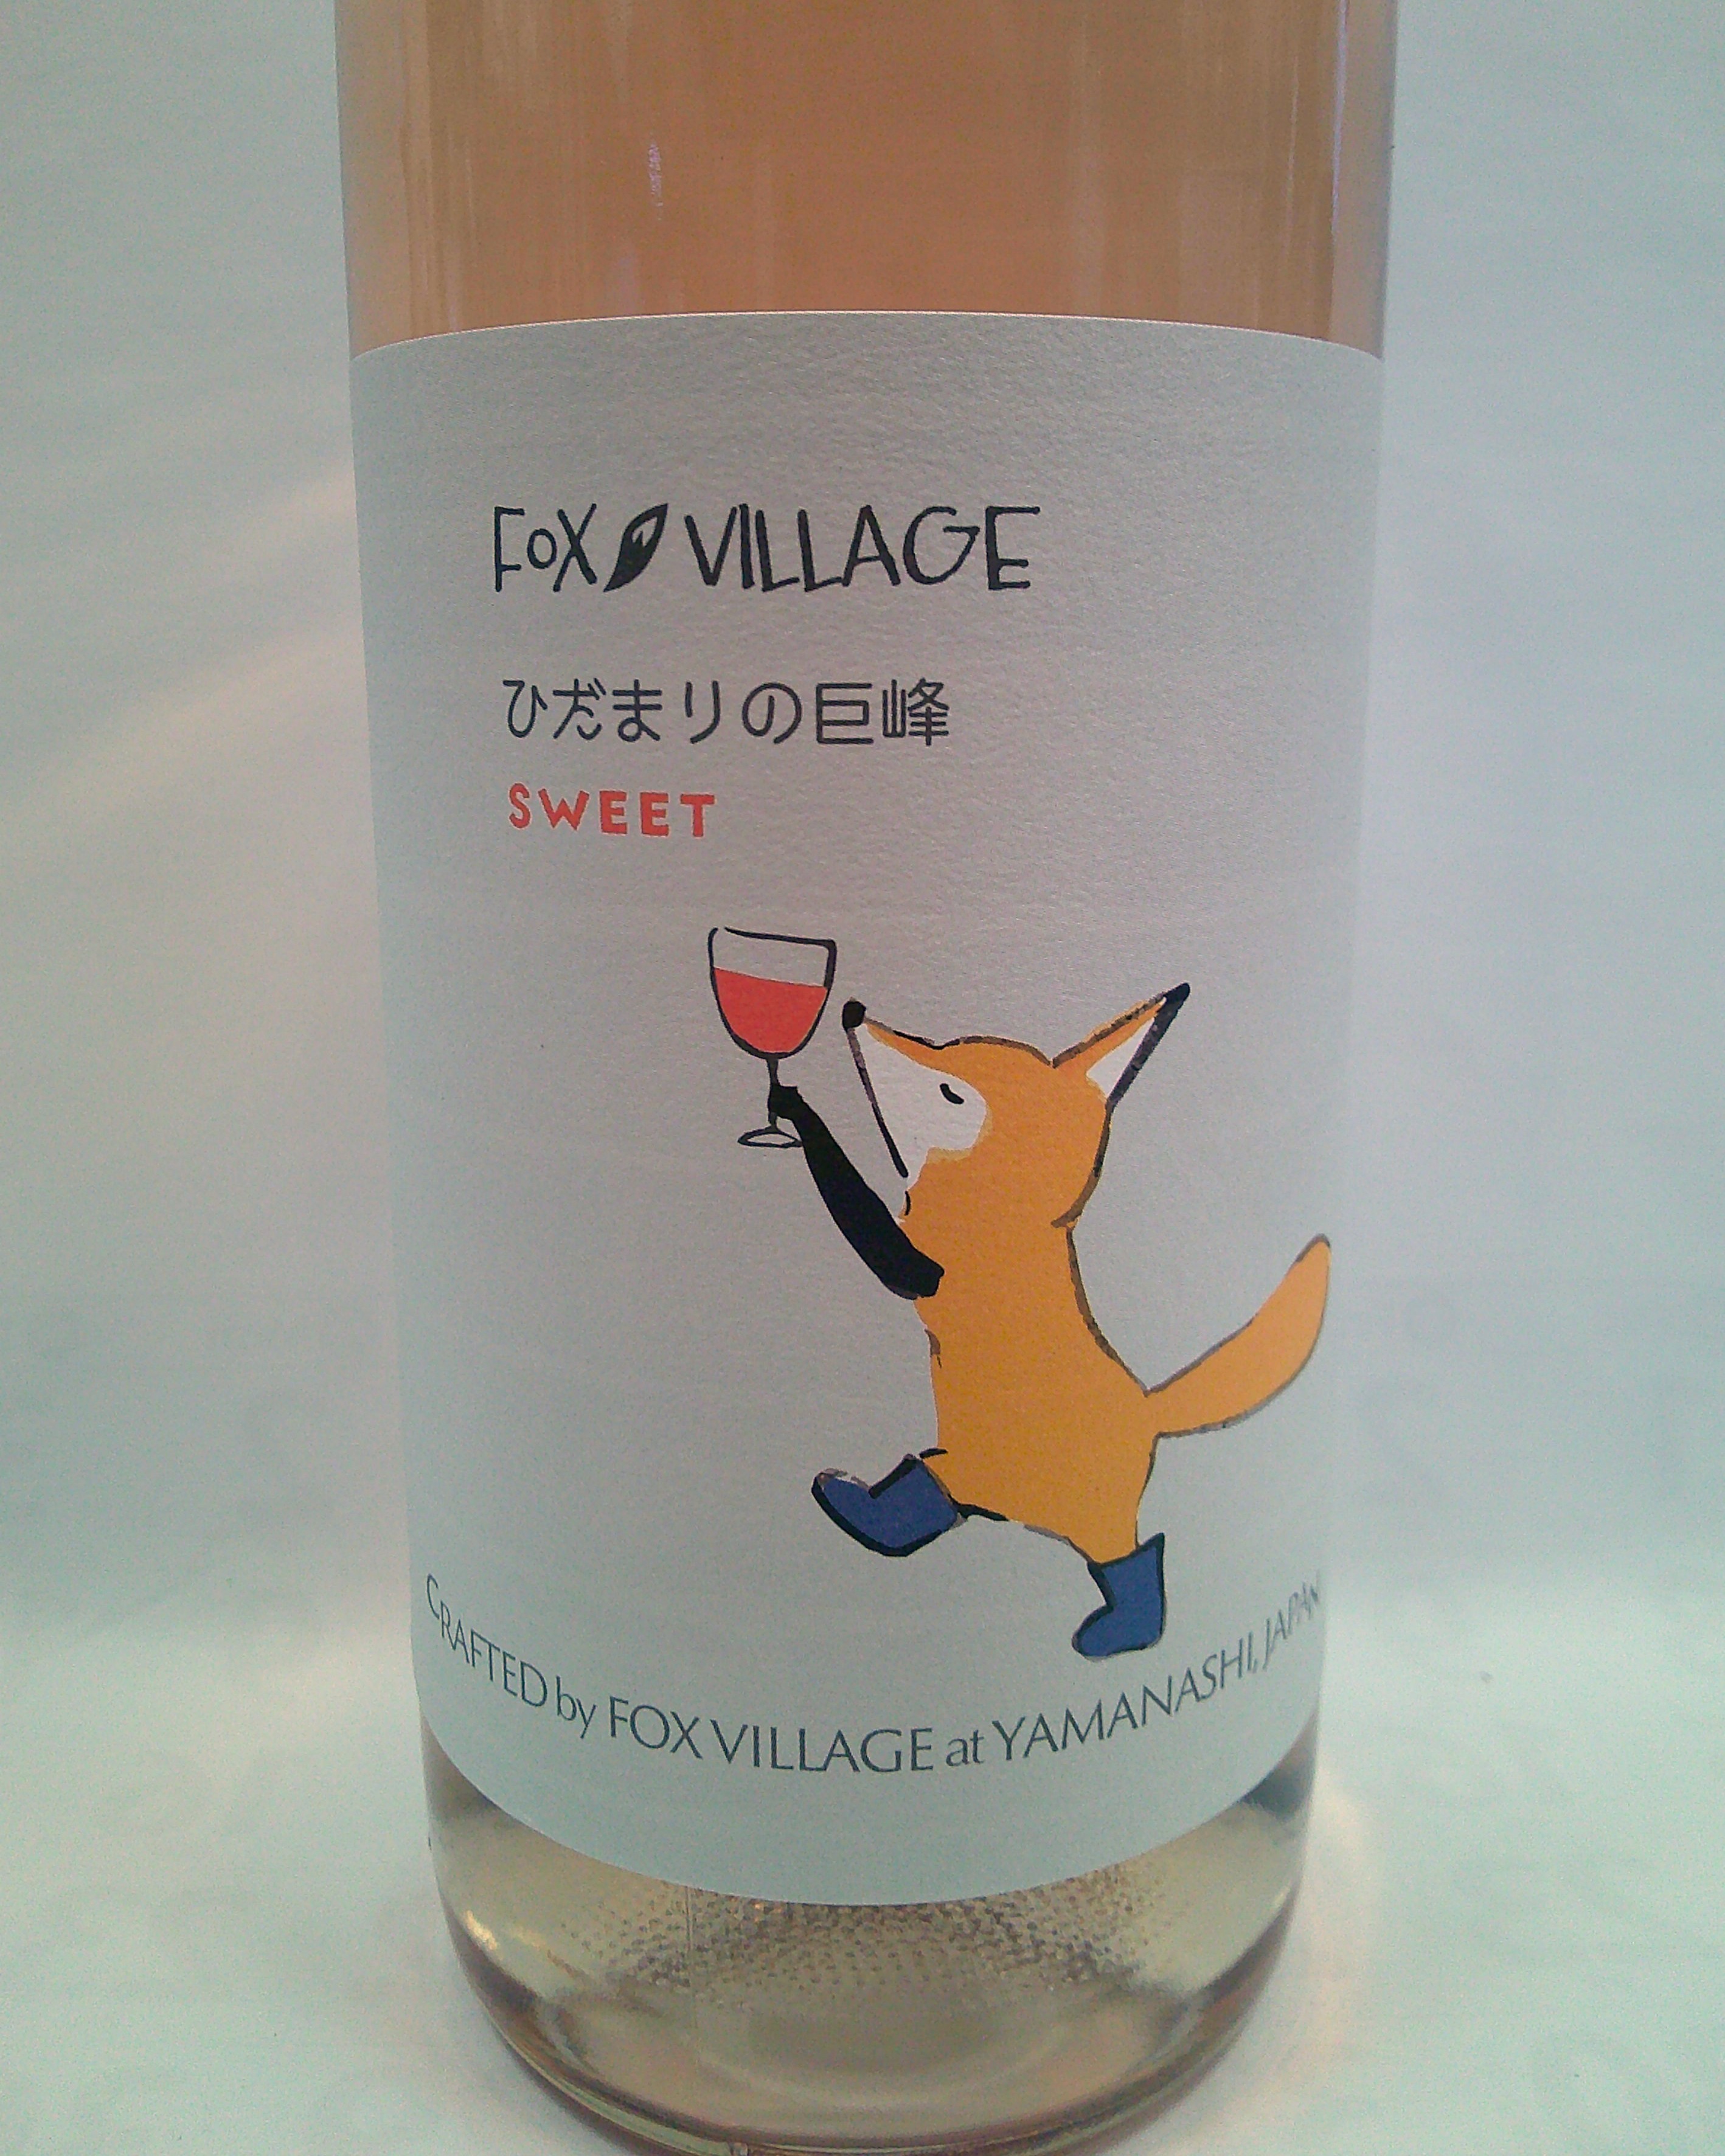 FOX VILLAGE
ひだまりの巨峰
SWEET
CRAFTED by FOX VILLAGE at YAMANASHI, JAPAN